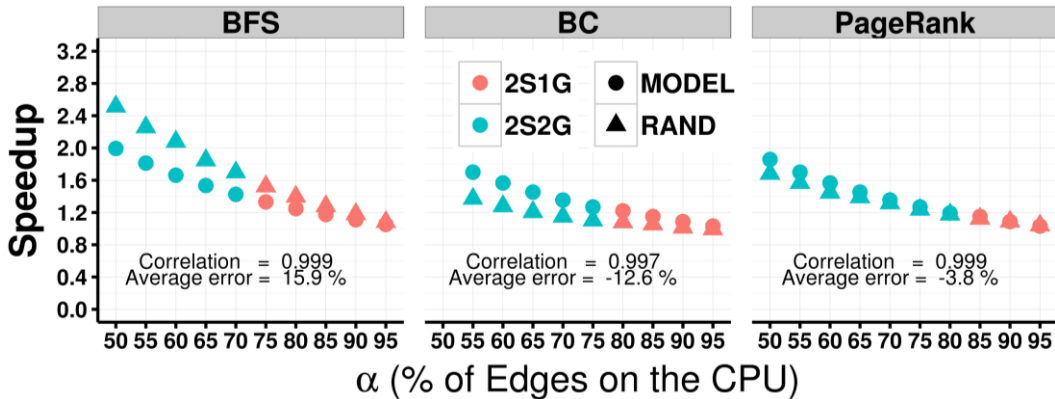 BFS BC PageRank
3.2
2.8
2.4
2.0
1.6
1.2
0.8
0.4
0.0
Speedup
2S1G MODEL
2S2G RAND
Correlation = 0.999
Average error = 15.9 %
Correlation = 0.997
Average error = -12.6 %
Correlation = 0.999
Average error = -3.8 %
50 55 60 65 70 75 80 85 90 95 50 55 60 65 70 75 80 85 90 95 50 55 60 65 70 75 80 85 90 95
α (% of Edges on the CPU)